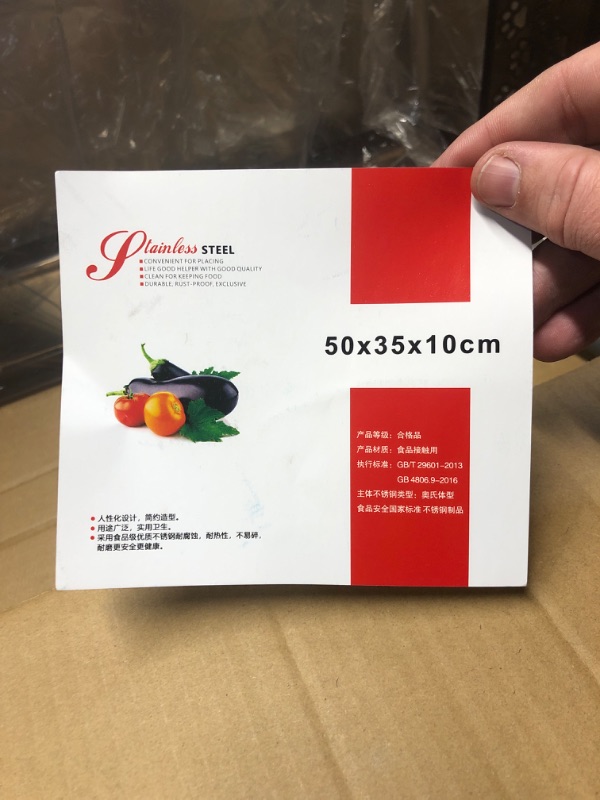 Stainless STEEL
■CONVENIENT FOR PLACING
■LIFE GOOD HELPER WITH GOOD QUALITY
■CLEAN FOR KEEPING FOOD
■DURABLE, RUST-PROOF, EXCLUSIVE
50x35x10cm
产品等级：合格品
产品材质：食品接触用
执行标准：GB/T 29601-2013
GB 4806.9-2016
主体不锈钢类型：奥氏体型
食品安全国家标准 不锈钢制品
● 人性化设计，简约造型。
● 用途广泛，实用卫生。
● 采用食品级优质不锈钢耐腐蚀，耐热性，不易碎，
耐磨更安全更健康。